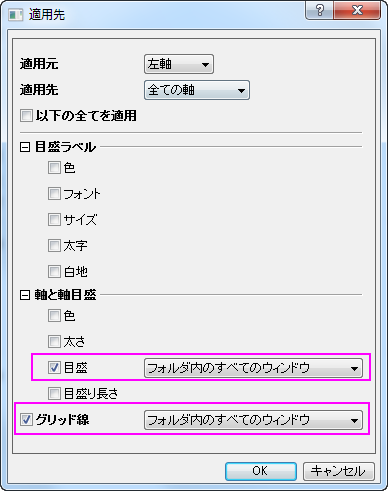 適用先
適用元 左軸
適用先 全ての軸
以下の全てを適用
目盛ラベル
色
フォント
サイズ
太字
白地
軸と軸目盛
色
太さ
目盛 フォルダ内のすべてのウィンドウ
目盛り長さ
グリッド線 フォルダ内のすべてのウィンドウ
OK キャンセル